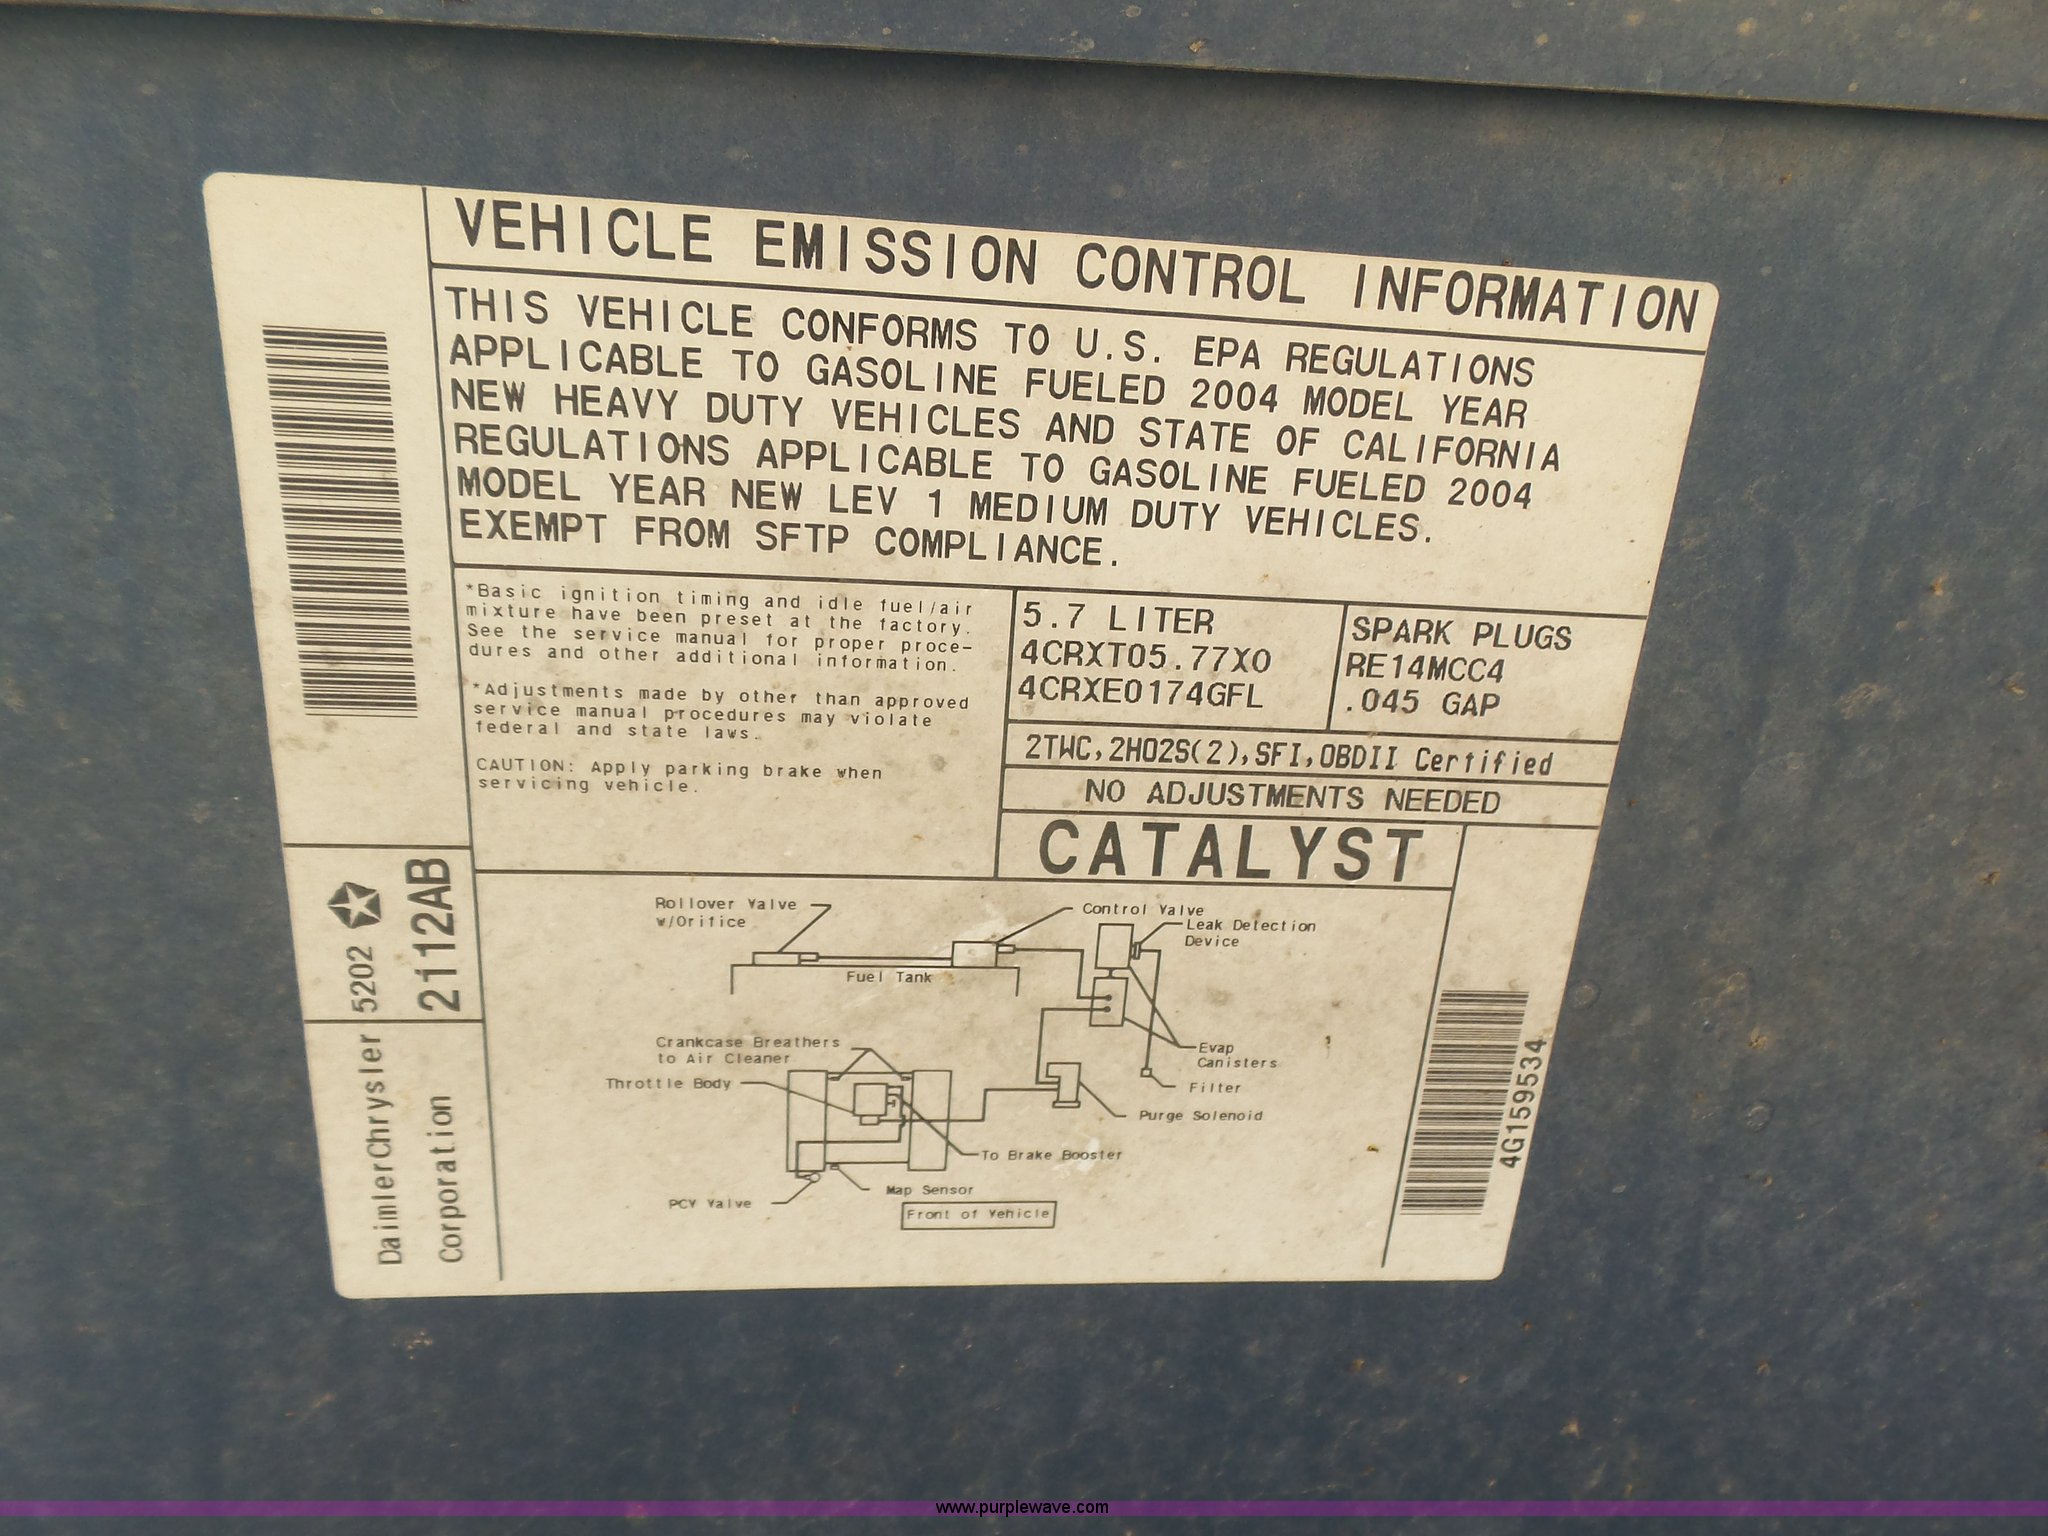 VEHICLE EMISSION CONTROL INFORMATION
THIS VEHICLE CONFORMS TO U.S. EPA REGULATIONS
APPLICABLE TO GASOLINE FUELED 2004 MODEL YEAR
NEW HEAVY DUTY VEHICLES AND STATE OF CALIFORNIA
REGULATIONS APPLICABLE TO GASOLINE FUELED 2004
MODEL YEAR NEW LEV 1 MEDIUM DUTY VEHICLES.
EXEMPT FROM SFTP COMPLIANCE.
*Basic ignition timing and idle fuel/air
mixture have been preset at the factory.
See the service manual for proper proce-
dures and other additional information.
*Adjustments made by other than approved
service manual procedures may violate
federal and state laws.
CAUTION: Apply parking brake when
servicing vehicle.
5.7 LITER
4CRXT05.77X0
4CRXE0174GFL
SPARK PLUGS
RE14MCC4
.045 GAP
2TWC,2HO2S(2),SFI,OBDII Certified
NO ADJUSTMENTS NEEDED
CATALYST
Rollover Valve
w/Orifice
Control Valve
Leak Detection
Device
Fuel Tank
Crankcase Breathers
to Air Cleaner
Throttle Body
Evap
Canisters
Filter
Purge Solenoid
To Brake Booster
Map Sensor
PCV Valve
Front of Vehicle
DaimlerChrysler
Corporation
5202
2112AB
4G159534
www.purplewave.com